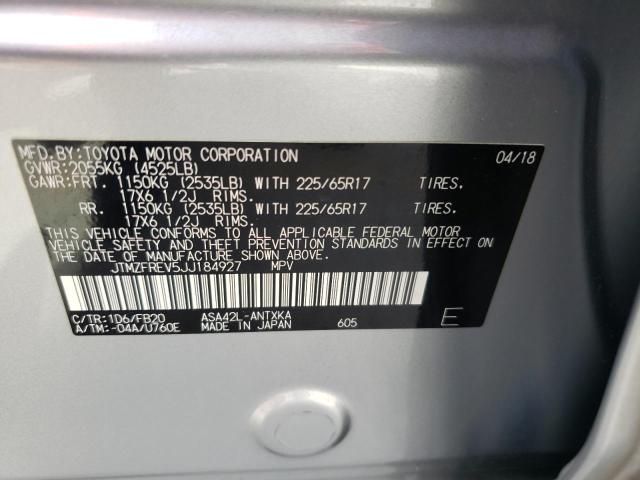 MFD.BY:TOYOTA MOTOR CORPORATION 04/18
GVWR:2055KG (4525LB)
GAWR:FRT. 1150KG (2535LB) WITH 225/65R17 TIRES.
17X6 1/2J RIMS.
RR. 1150KG (2535LB) WITH 225/65R17 TIRES.
17X6 1/2J RIMS.
THIS VEHICLE CONFORMS TO ALL APPLICABLE FEDERAL MOTOR
VEHICLE SAFETY AND THEFT PREVENTION STANDARDS IN EFFECT ON
THE DATE OF MANUFACTURE SHOWN ABOVE.
JTMZFREV5JJ184927 MPV
C/TR:1D6/FB20 ASA42L-ANTXKA
A/TM:-04A/U760E MADE IN JAPAN 605 E